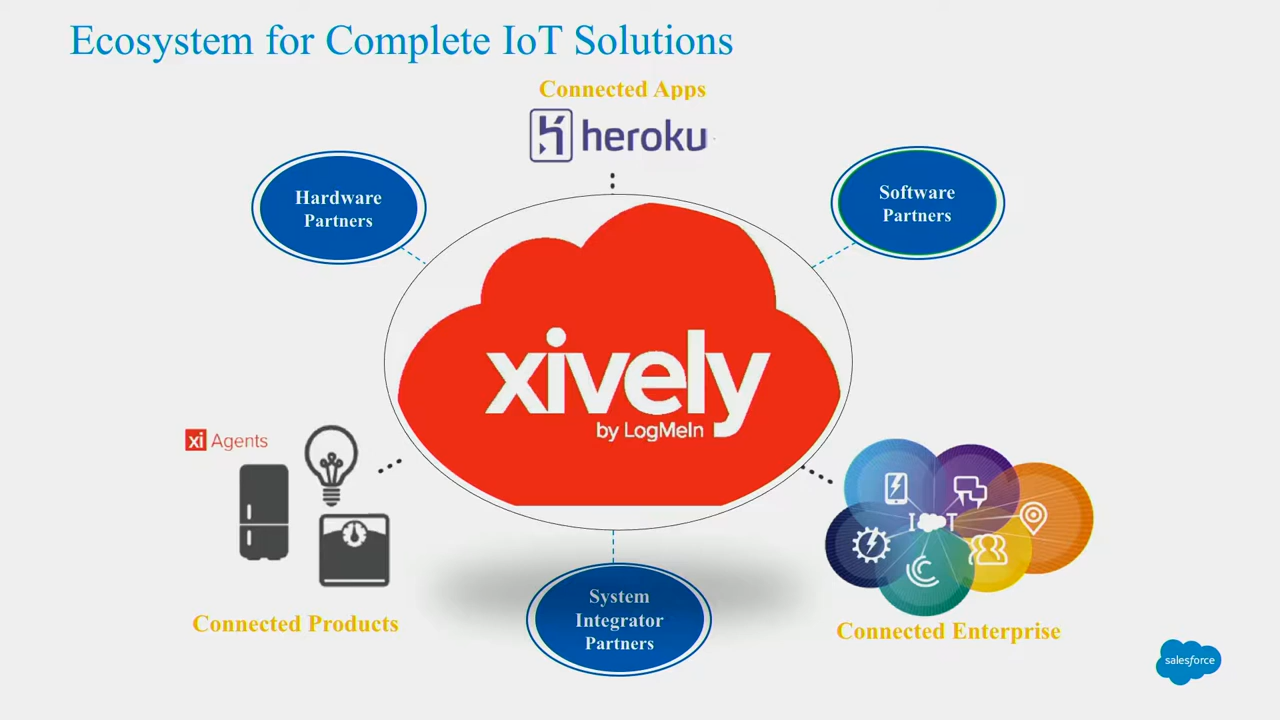 Ecosystem for Complete IoT Solutions
Connected Apps
heroku
Hardware
Partners
Software
Partners
xively
by LogMeIn
xi Agents
I T
Connected Products
System
Integrator
Partners
Connected Enterprise
salesforce